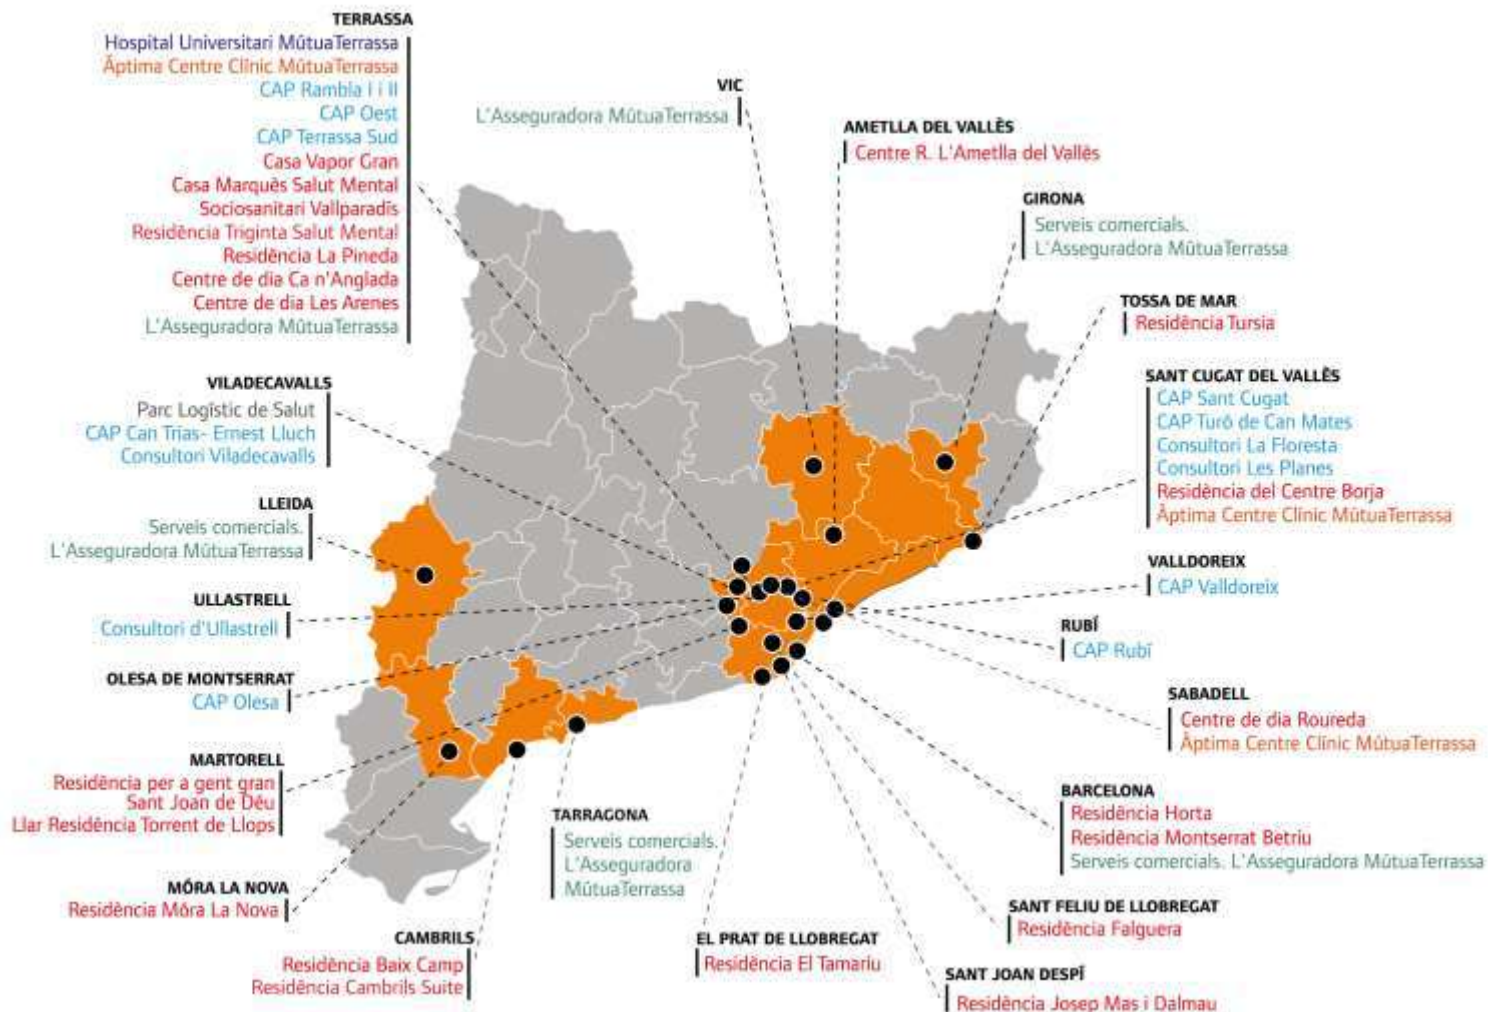 TERRASSA
Hospital Universitari MútuaTerrassa
Àptima Centre Clínic MútuaTerrassa
CAP Rambla I i II
CAP Oest
CAP Terrassa Sud
Casa Vapor Gran
Casa Marquès Salut Mental
Sociosanitari Vallparadís
Residència Triginta Salut Mental
Residència La Pineda
Centre de dia Ca n'Anglada
Centre de dia Les Arenes
L'Asseguradora MútuaTerrassa
VIC
L'Asseguradora MútuaTerrassa
AMETLLA DEL VALLÈS
Centre R. L'Ametlla del Vallès
GIRONA
Serveis comercials.
L'Asseguradora MútuaTerrassa
TOSSA DE MAR
Residència Tursia
SANT CUGAT DEL VALLÈS
CAP Sant Cugat
CAP Turó de Can Mates
Consultori La Floresta
Consultori Les Planes
Residència del Centre Borja
Àptima Centre Clínic MútuaTerrassa
VILADECAVALLS
Parc Logístic de Salut
CAP Can Trias- Ernest Lluch
Consultori Viladecavalls
LLEIDA
Serveis comercials.
L'Asseguradora MútuaTerrassa
VALLDOREIX
CAP Valldoreix
ULLASTRELL
Consultori d'Ullastrell
RUBÍ
CAP Rubí
OLESA DE MONTSERRAT
CAP Olesa
SABADELL
Centre de dia Roureda
Àptima Centre Clínic MútuaTerrassa
MARTORELL
Residència per a gent gran
Sant Joan de Déu
Llar Residència Torrent de Llops
BARCELONA
Residència Horta
Residència Montserrat Betriu
Serveis comercials. L'Asseguradora MútuaTerrassa
TARRAGONA
Serveis comercials.
L'Asseguradora
MútuaTerrassa
MÓRA LA NOVA
Residència Móra La Nova
SANT FELIU DE LLOBREGAT
Residència Falguera
CAMBRILS
Residència Baix Camp
Residència Cambrils Suite
EL PRAT DE LLOBREGAT
Residència El Tamariu
SANT JOAN DESPÍ
Residència Josep Mas i Dalmau